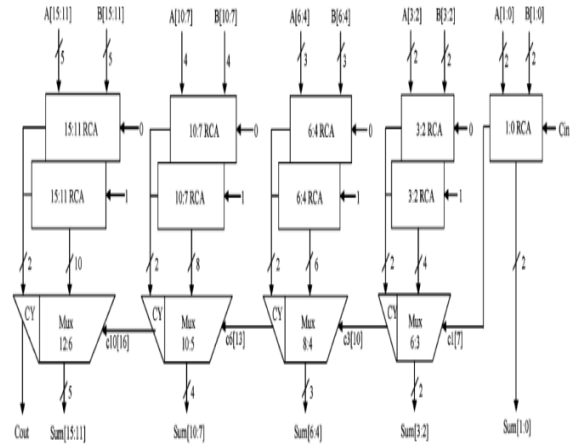 A[15:11] B[15:11] A[10:7] B[10:7] A[6:4] B[6:4] A[3:2] B[3:2] A[1:0] B[1:0]
5 5 4 4 3 3 2 2 2 2
15:11 RCA 0 10:7 RCA 0 6:4 RCA 0 3:2 RCA 0 1:0 RCA Cin
15:11 RCA 1 10:7 RCA 1 6:4 RCA 1 3:2 RCA 1
2 10 2 8 2 6 2 4 2
CY Mux 12:6 c10[16] CY Mux 10:5 c6[13] CY Mux 8:4 c3[10] CY Mux 6:3 c1[7]
5 4 3 2
Cout Sum[15:11] Sum[10:7] Sum[6:4] Sum[3:2] Sum[1:0]